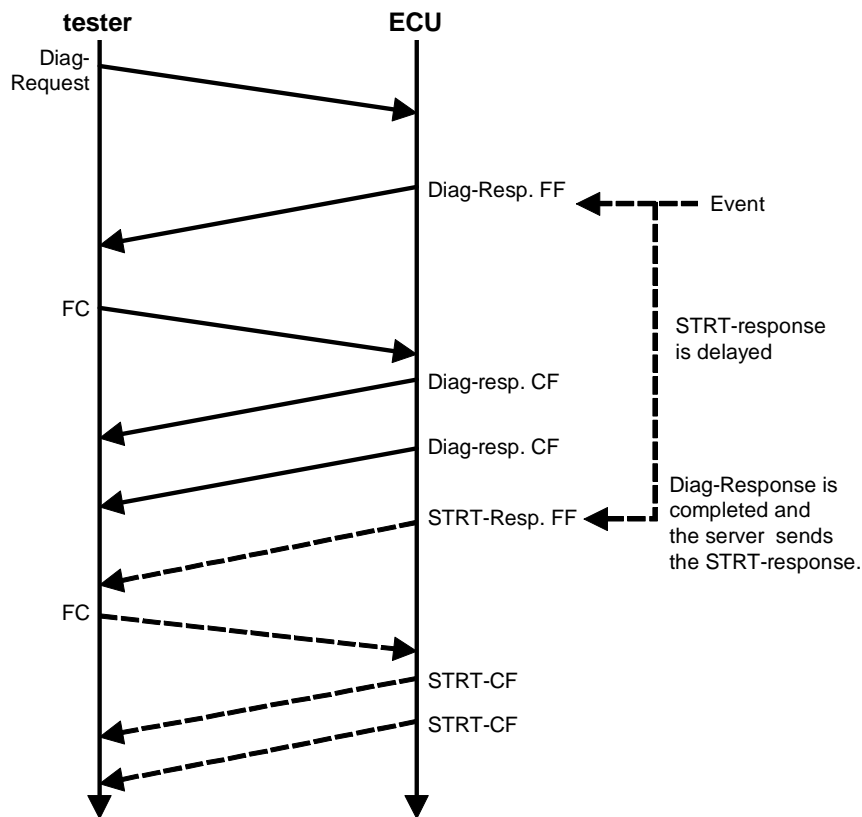 tester
ECU
Diag-
Request
Diag-Resp. FF
Event
FC
STRT-response
is delayed
Diag-resp. CF
Diag-resp. CF
Diag-Response is
completed and
the server sends
the STRT-response.
STRT-Resp. FF
FC
STRT-CF
STRT-CF